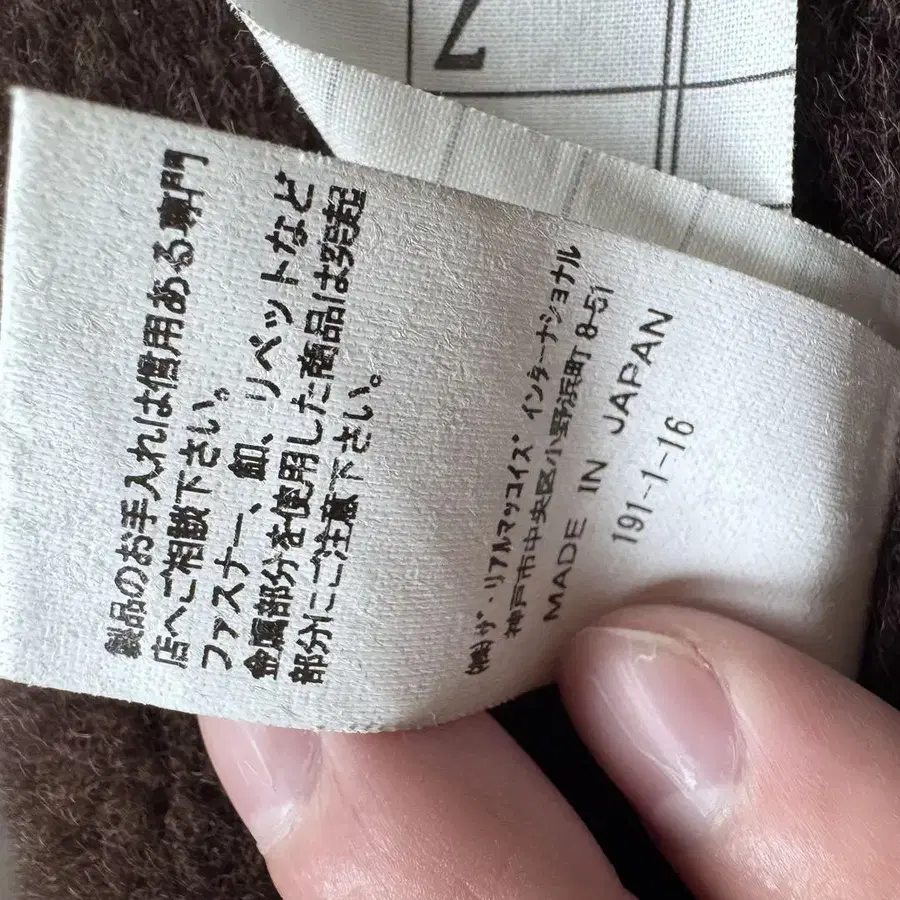 製品のお手入れは信用ある専門
店へご相談下さい。
ファスナー、釦、リベットなど
金属部分を使用した商品は突起
部分にご注意下さい。
(株)ザ・リアルマッコイズ インターナショナル
神戸市中央区小野浜町 8-51
MADE IN JAPAN
191-1-16